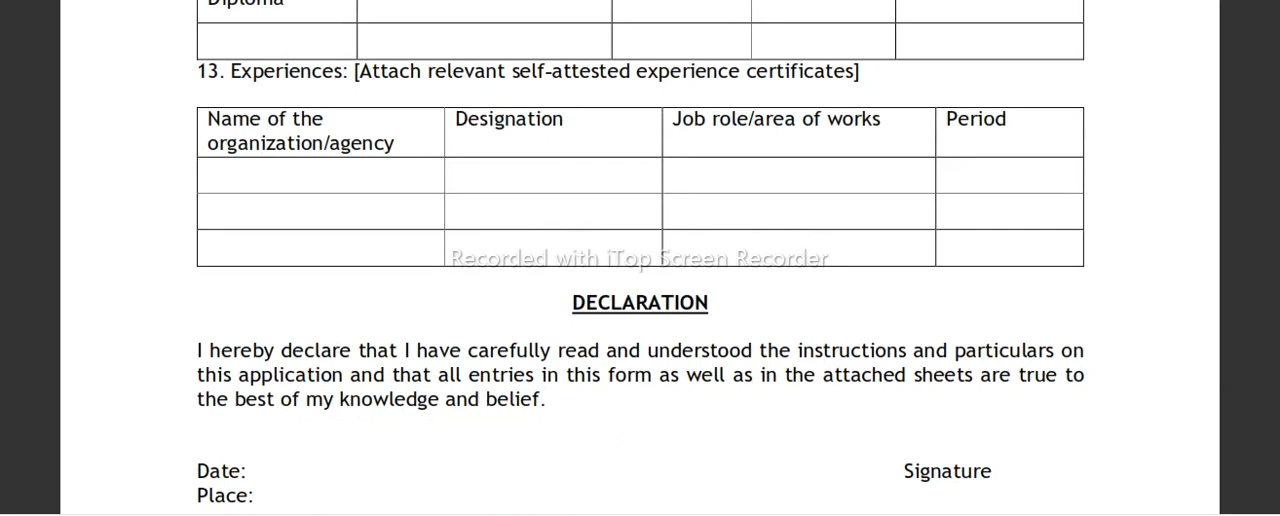 Diploma
13. Experiences: [Attach relevant self-attested experience certificates]
Name of the organization/agency
Designation
Job role/area of works
Period
Recorded with iTop Screen Recorder
DECLARATION
I hereby declare that I have carefully read and understood the instructions and particulars on
this application and that all entries in this form as well as in the attached sheets are true to
the best of my knowledge and belief.
Date:
Signature
Place: